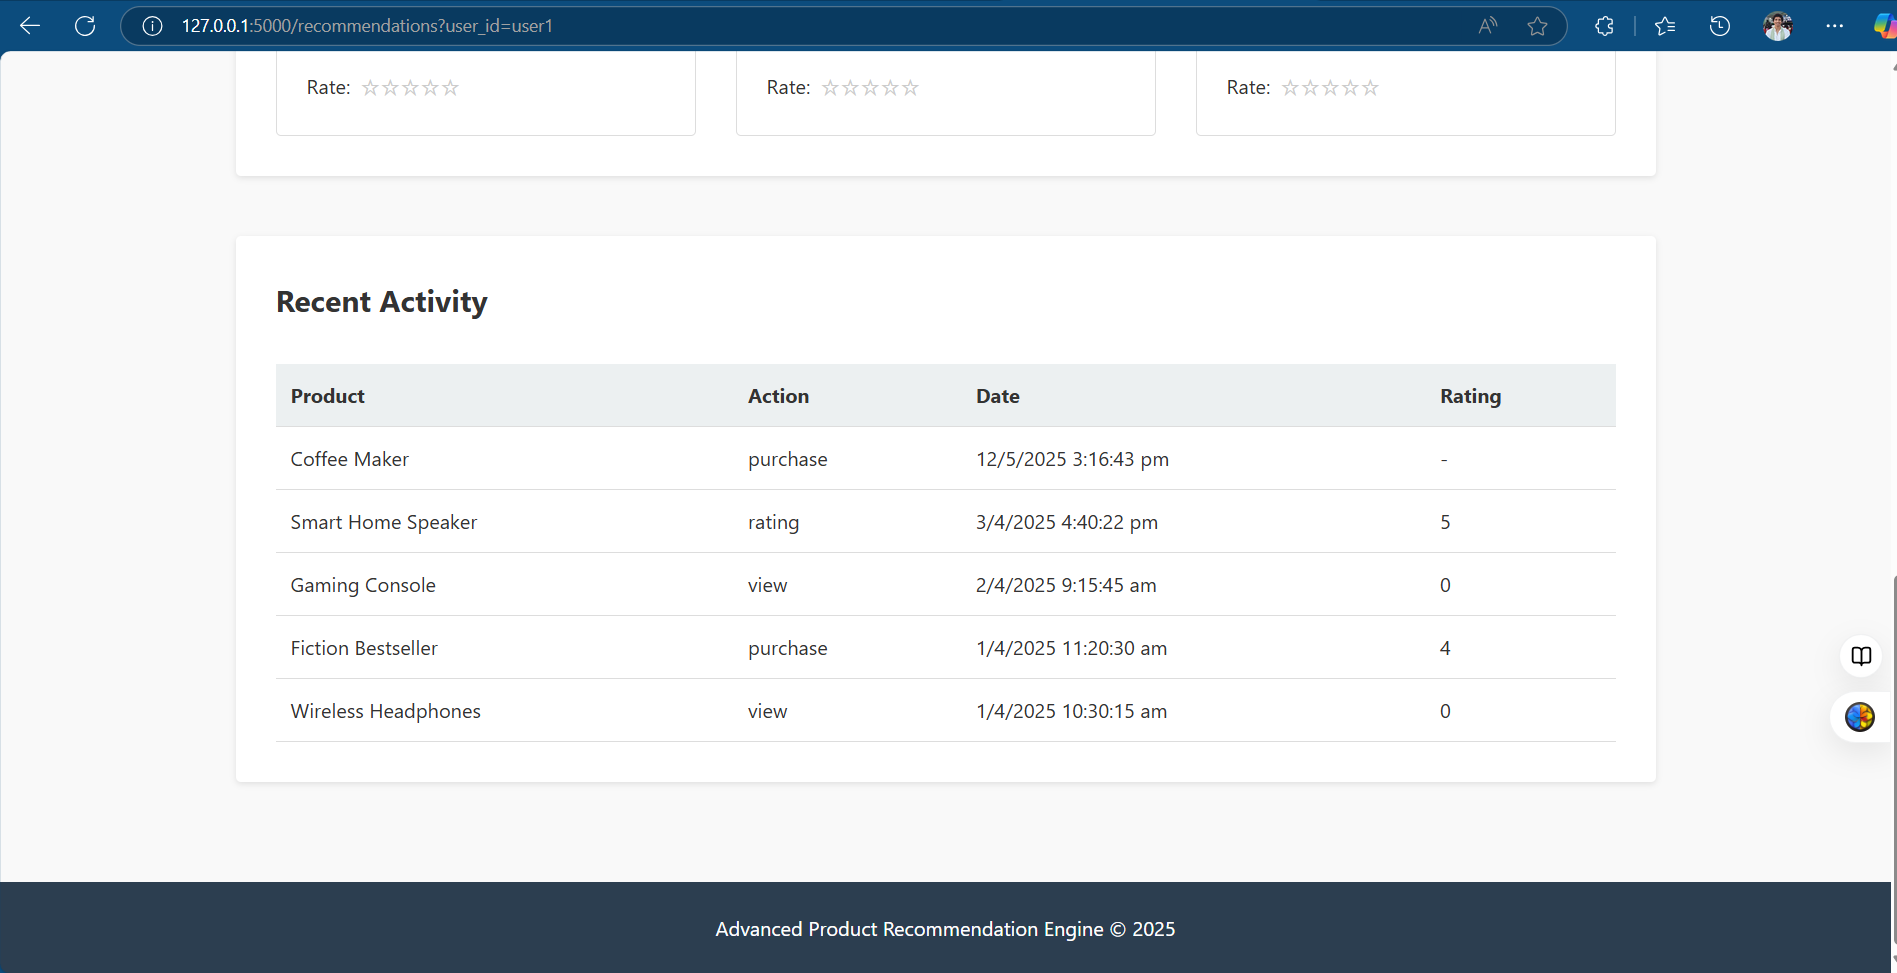 127.0.0.1:5000/recommendations?user_id=user1
Rate: ☆☆☆☆☆ Rate: ☆☆☆☆☆ Rate: ☆☆☆☆☆
Recent Activity
Product Action Date Rating
Coffee Maker purchase 12/5/2025 3:16:43 pm -
Smart Home Speaker rating 3/4/2025 4:40:22 pm 5
Gaming Console view 2/4/2025 9:15:45 am 0
Fiction Bestseller purchase 1/4/2025 11:20:30 am 4
Wireless Headphones view 1/4/2025 10:30:15 am 0
Advanced Product Recommendation Engine © 2025